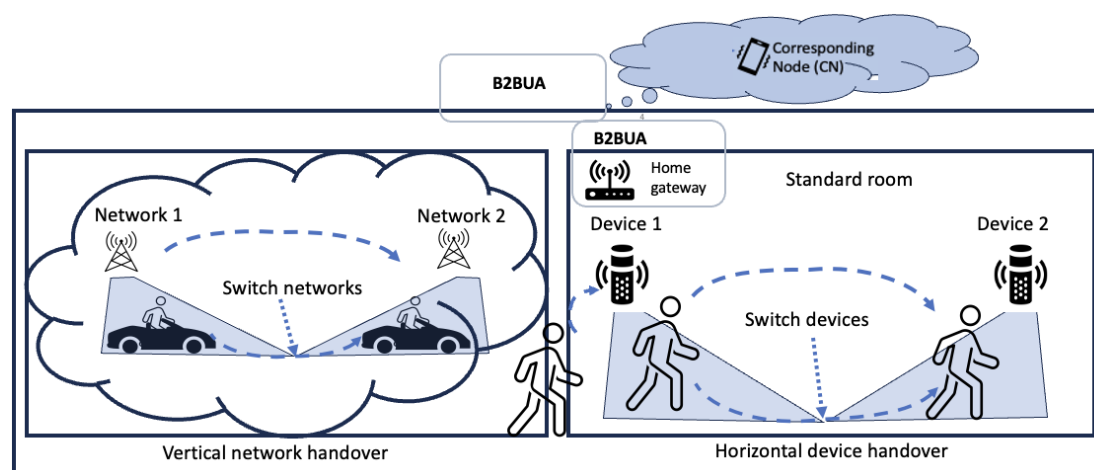 Corresponding
Node (CN)
B2BUA
4
B2BUA
Home
gateway
Standard room
Network 1
Network 2
Device 1
Device 2
Switch networks
Switch devices
Vertical network handover
Horizontal device handover